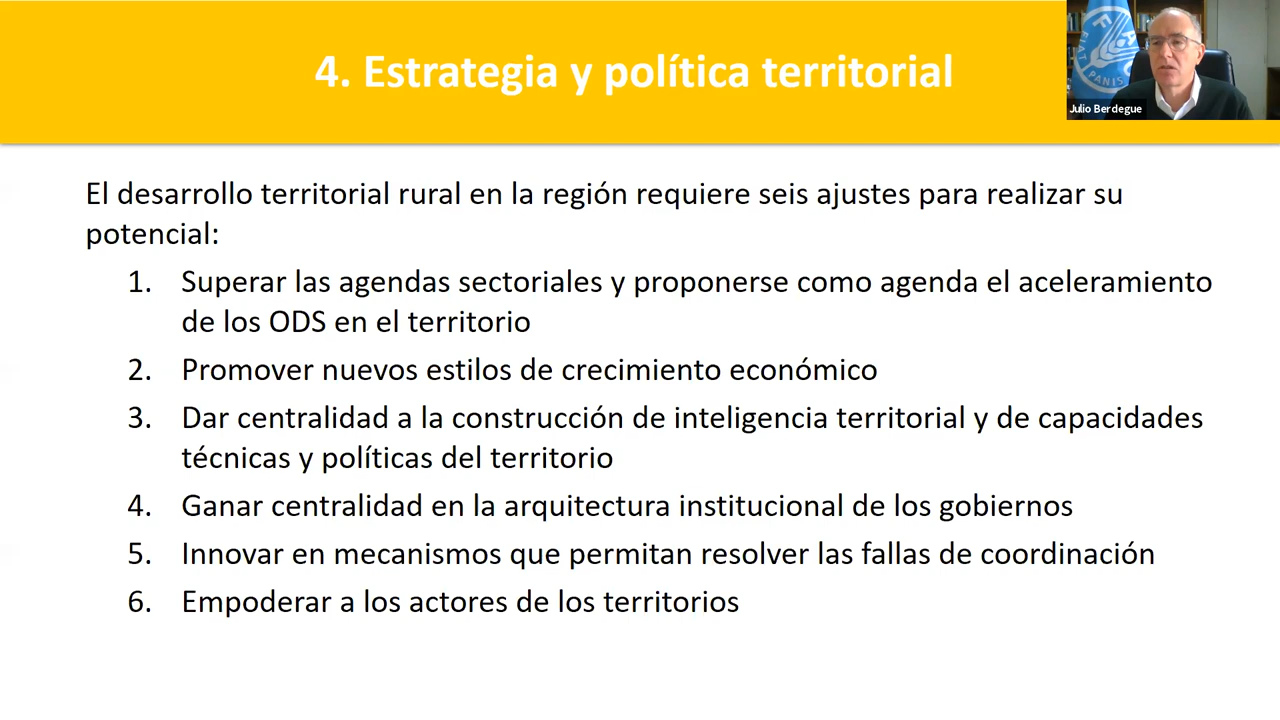 4. Estrategia y política territorial
FAO
FIAT PANIS
Julio Berdegue
El desarrollo territorial rural en la región requiere seis ajustes para realizar su
potencial:
1. Superar las agendas sectoriales y proponerse como agenda el aceleramiento
de los ODS en el territorio
2. Promover nuevos estilos de crecimiento económico
3. Dar centralidad a la construcción de inteligencia territorial y de capacidades
técnicas y políticas del territorio
4. Ganar centralidad en la arquitectura institucional de los gobiernos
5. Innovar en mecanismos que permitan resolver las fallas de coordinación
6. Empoderar a los actores de los territorios